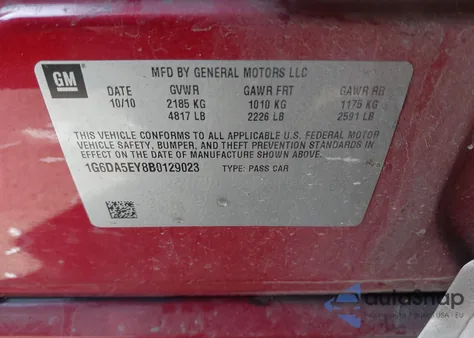 GM
MFD BY GENERAL MOTORS LLC
DATE GVWR GAWR FRT GAWR RR
10/10 2185 KG 1010 KG 1175 KG
4817 LB 2226 LB 2591 LB
THIS VEHICLE CONFORMS TO ALL APPLICABLE U.S. FEDERAL MOTOR
VEHICLE SAFETY, BUMPER, AND THEFT PREVENTION STANDARDS IN
EFFECT ON THE DATE OF MANUFACTURE SHOWN ABOVE.
1G6DA5EY8B0129023 TYPE: PASS CAR
autoSnap